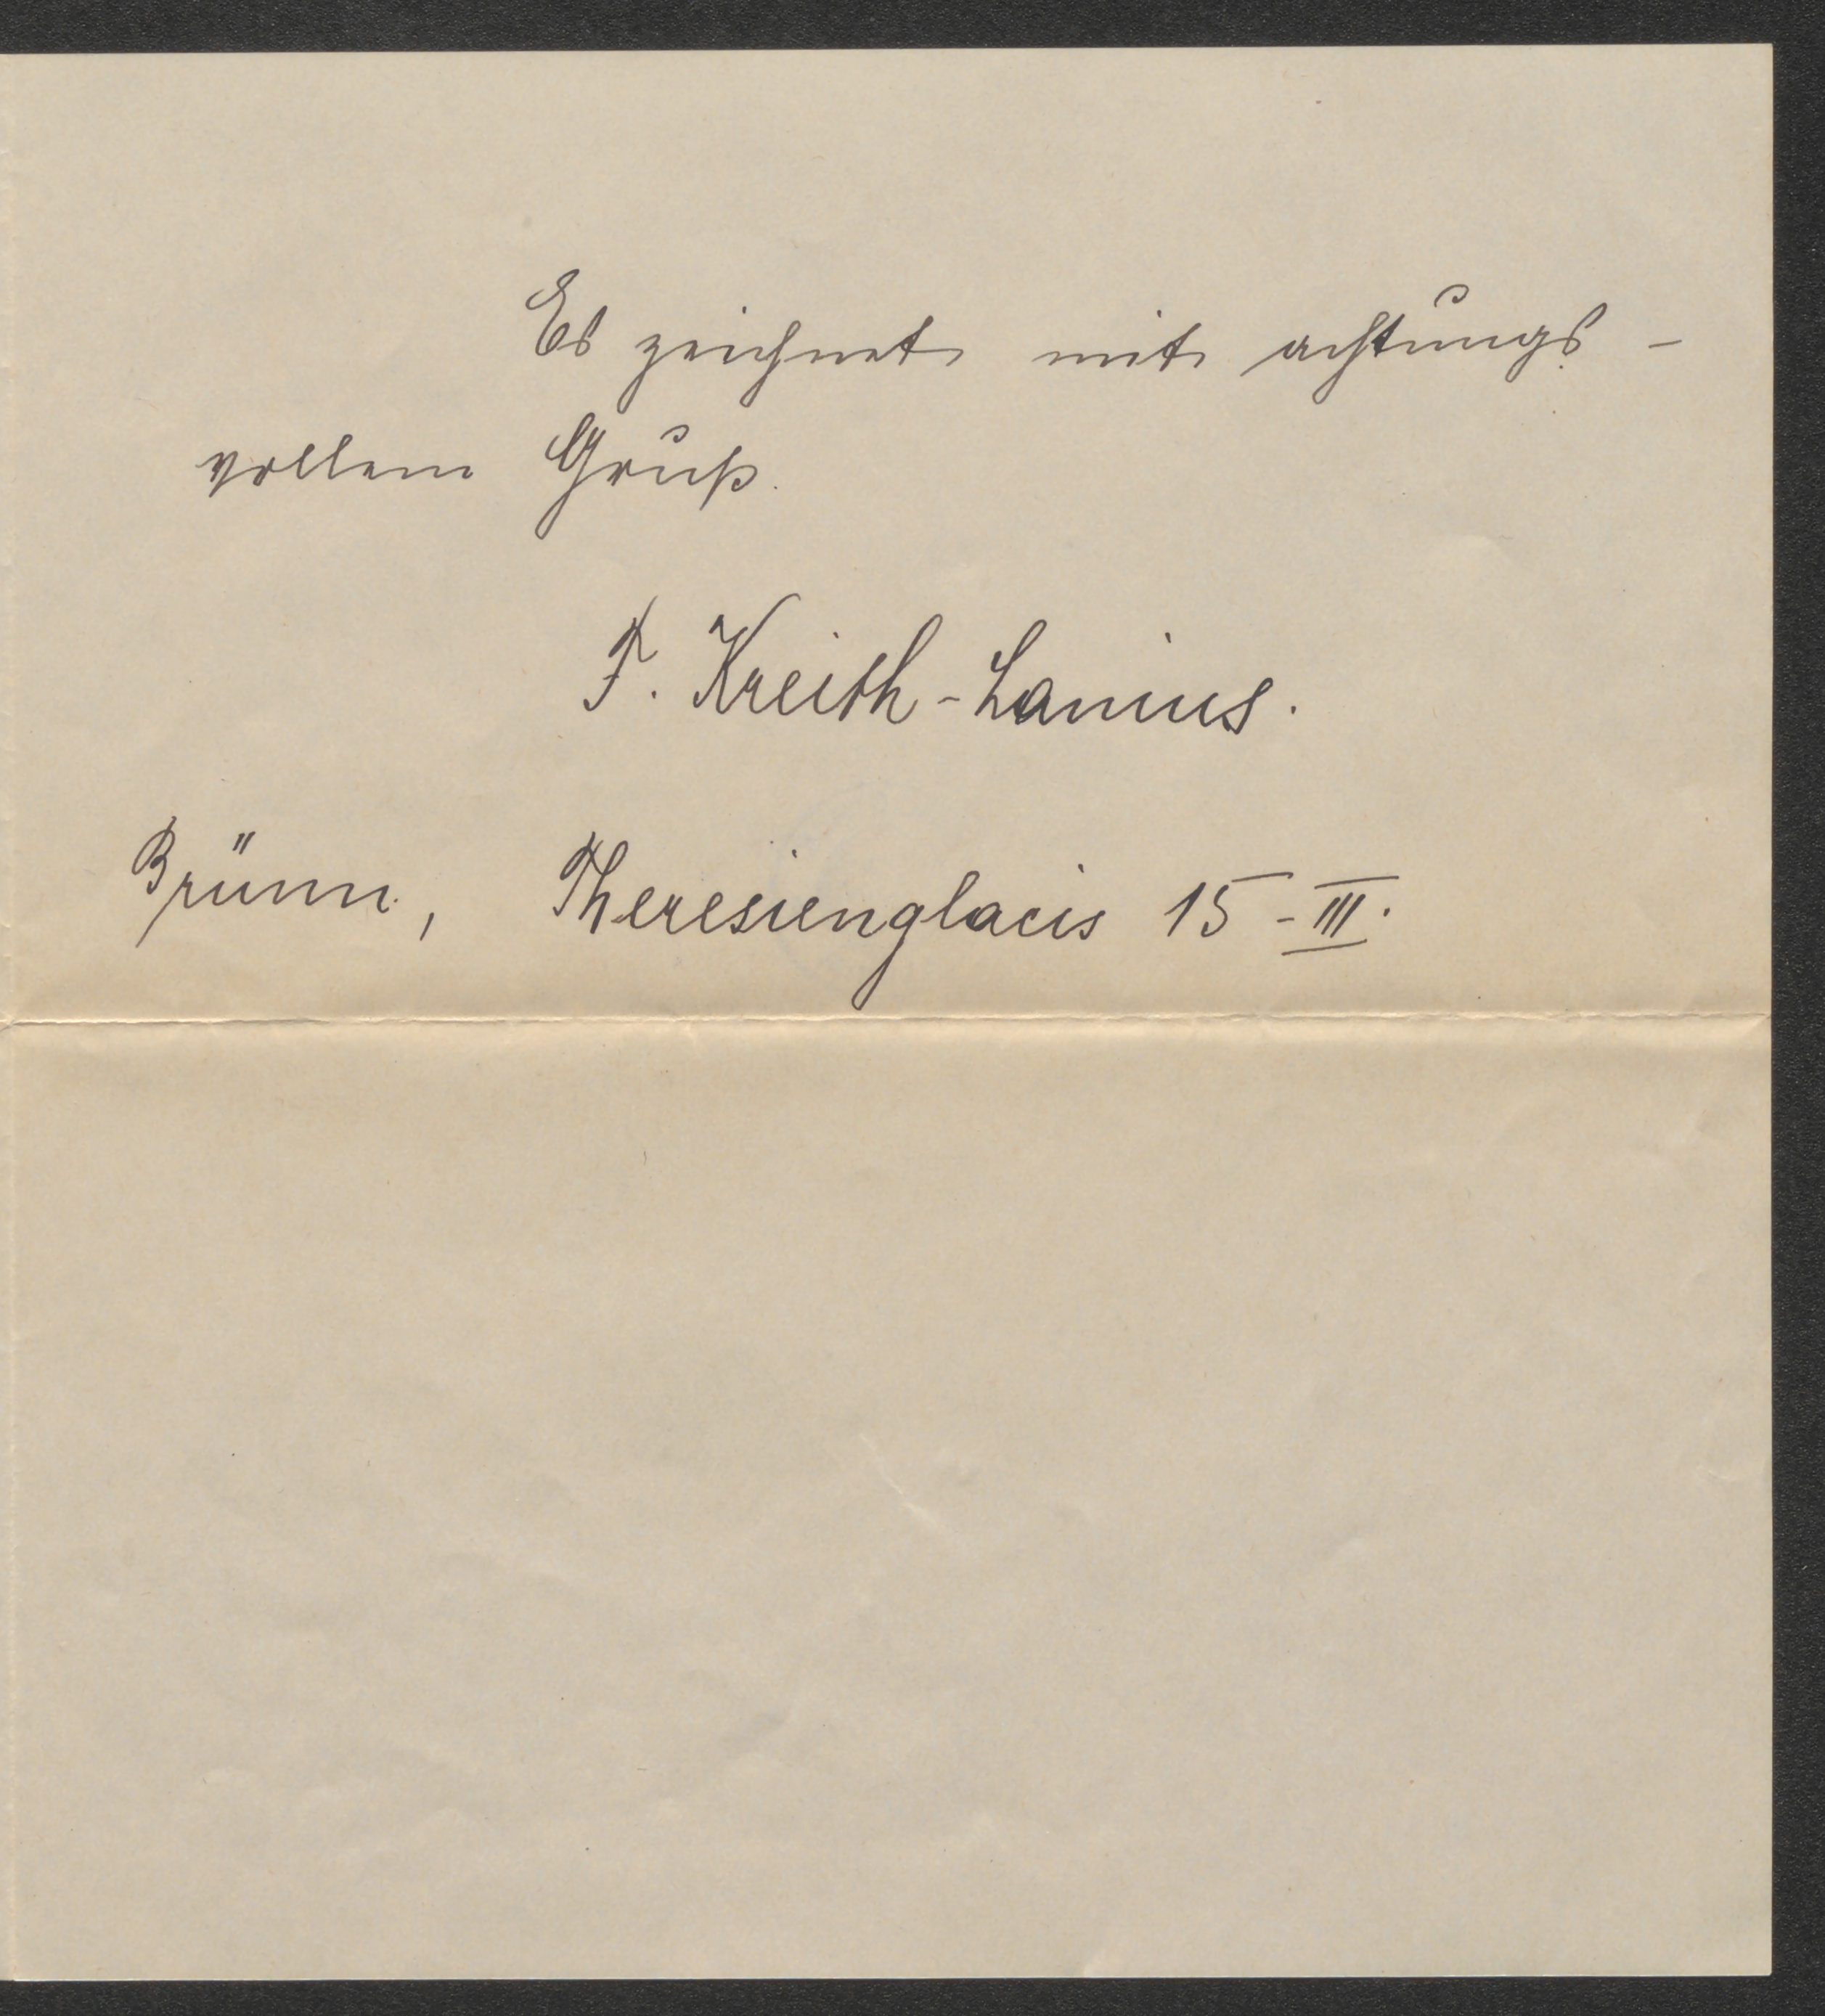 Es zeichnet mit achtungs-
vollem Gruß.
F. Kreith-Lanius.
Brünn, Theresienglacis 15-III.